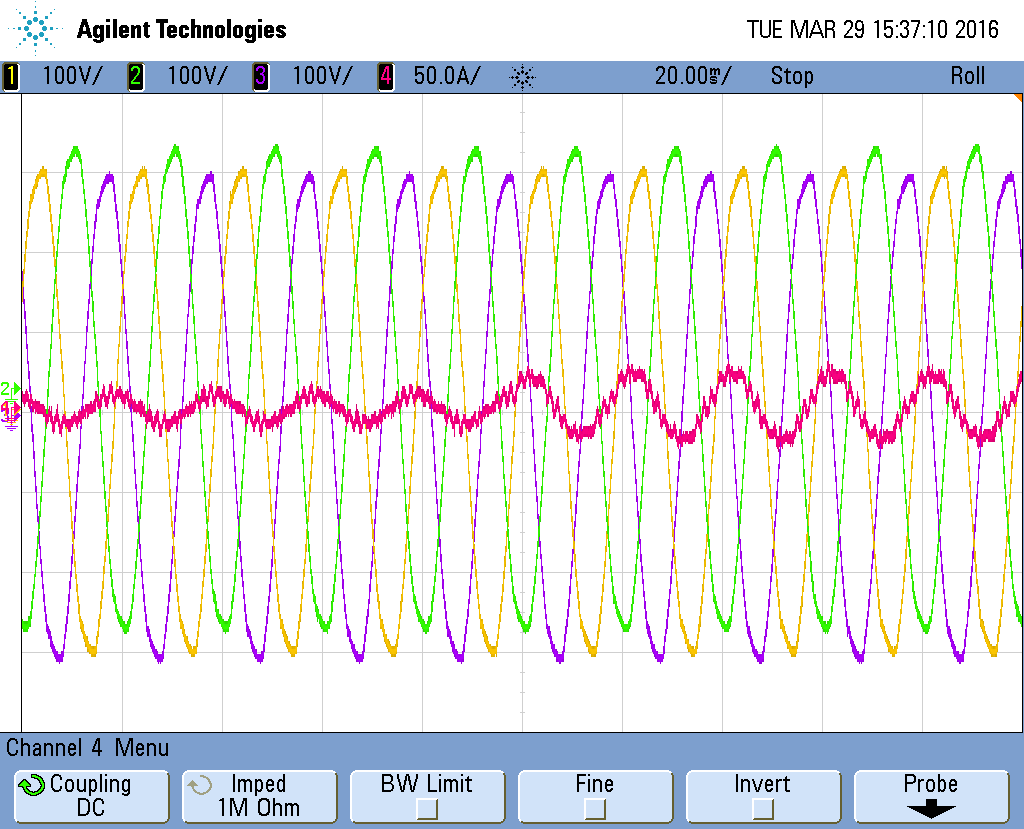 Agilent Technologies
TUE MAR 29 15:37:10 2016
1 100V/ 2 100V/ 3 100V/ 4 50.0A/ 20.00ms/ Stop Roll
2
Channel 4 Menu
Coupling Imped BW Limit Fine Invert Probe
DC 1M Ohm